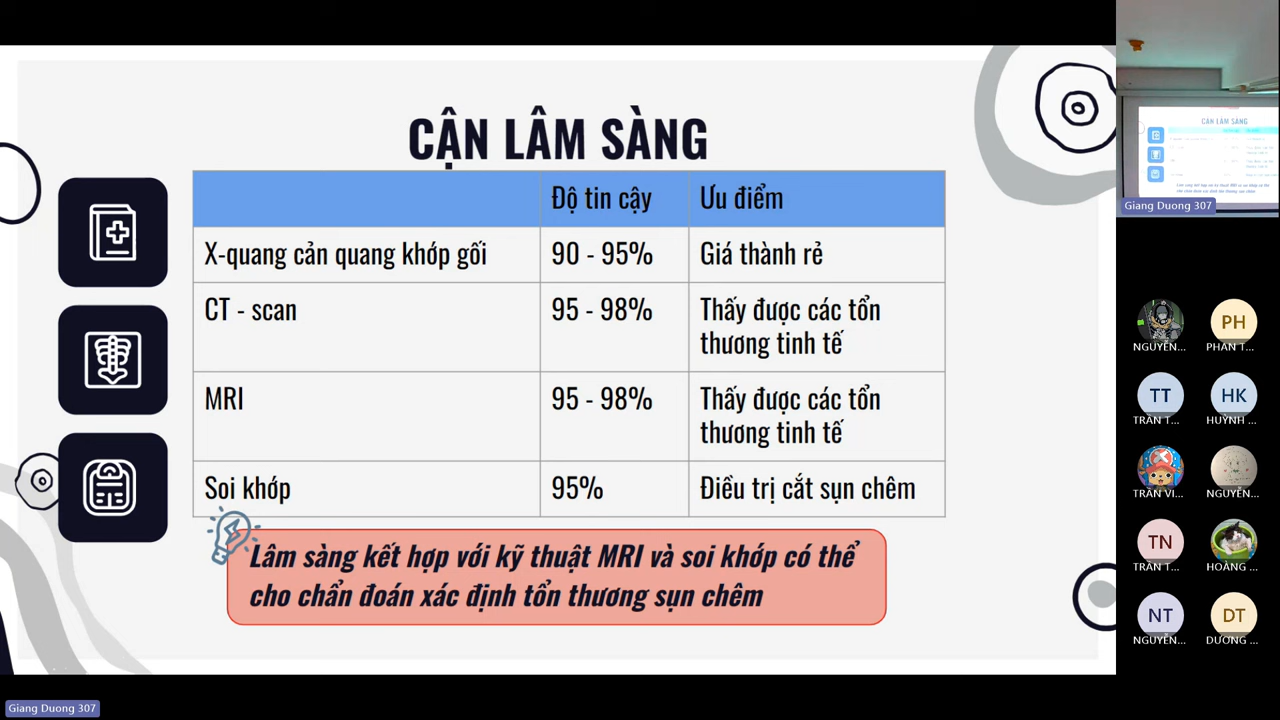 CẬN LÂM SÀNG
Độ tin cậy Ưu điểm
X-quang cản quang khớp gối 90 - 95% Giá thành rẻ
CT - scan 95 - 98% Thấy được các tổn
thương tinh tế
MRI 95 - 98% Thấy được các tổn
thương tinh tế
Soi khớp 95% Điều trị cắt sụn chêm
Lâm sàng kết hợp với kỹ thuật MRI và soi khớp có thể
cho chẩn đoán xác định tổn thương sụn chêm
Giang Duong 307
CẬN LÂM SÀNG
Giang Duong 307
NGUYỄN... PHAN T...
TT HK
TRẦN T... HUỲNH ...
TRẦN VI... NGUYỄN...
TN
TRẦN T... HOÀNG ...
NT DT
NGUYỄN... DƯƠNG ...
PH